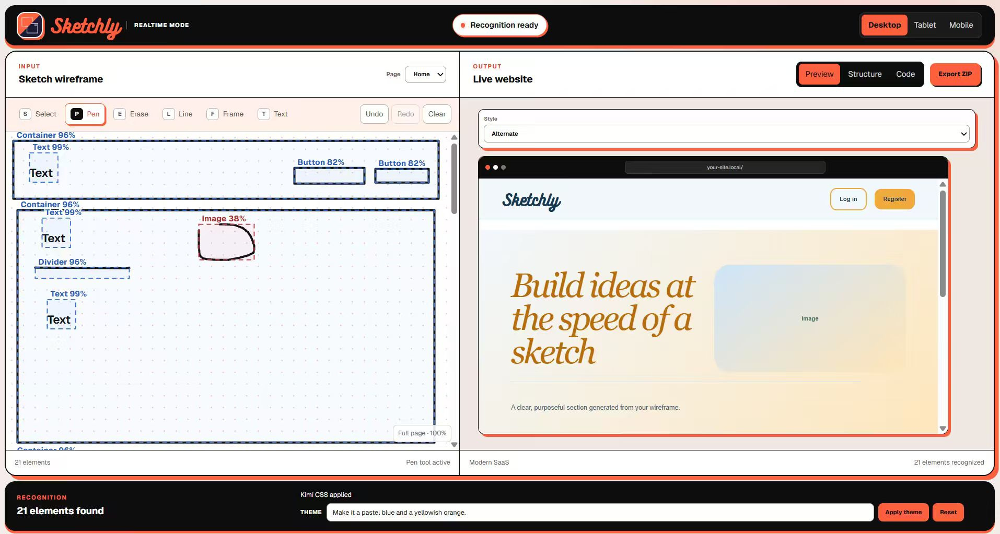 Sketchly
REALTIME MODE
Recognition ready
Desktop Tablet Mobile
INPUT
Sketch wireframe
Page Home
S Select P Pen E Erase L Line F Frame T Text
Undo Redo Clear
Container 96%
Text 99%
Text
Button 82%
Button 82%
Container 96%
Text 99%
Text
Image 38%
Divider 96%
Text 99%
Text
Full page · 100%
Container 96%
21 elements
Pen tool active
OUTPUT
Live website
Preview Structure Code
Export ZIP
Style
Alternate
your-site.local/
Sketchly
Log in
Register
Build ideas at
the speed of a
sketch
Image
A clear, purposeful section generated from your wireframe.
Modern SaaS
21 elements recognized
RECOGNITION
21 elements found
Kimi CSS applied
THEME Make it a pastel blue and a yellowish orange.
Apply theme
Reset